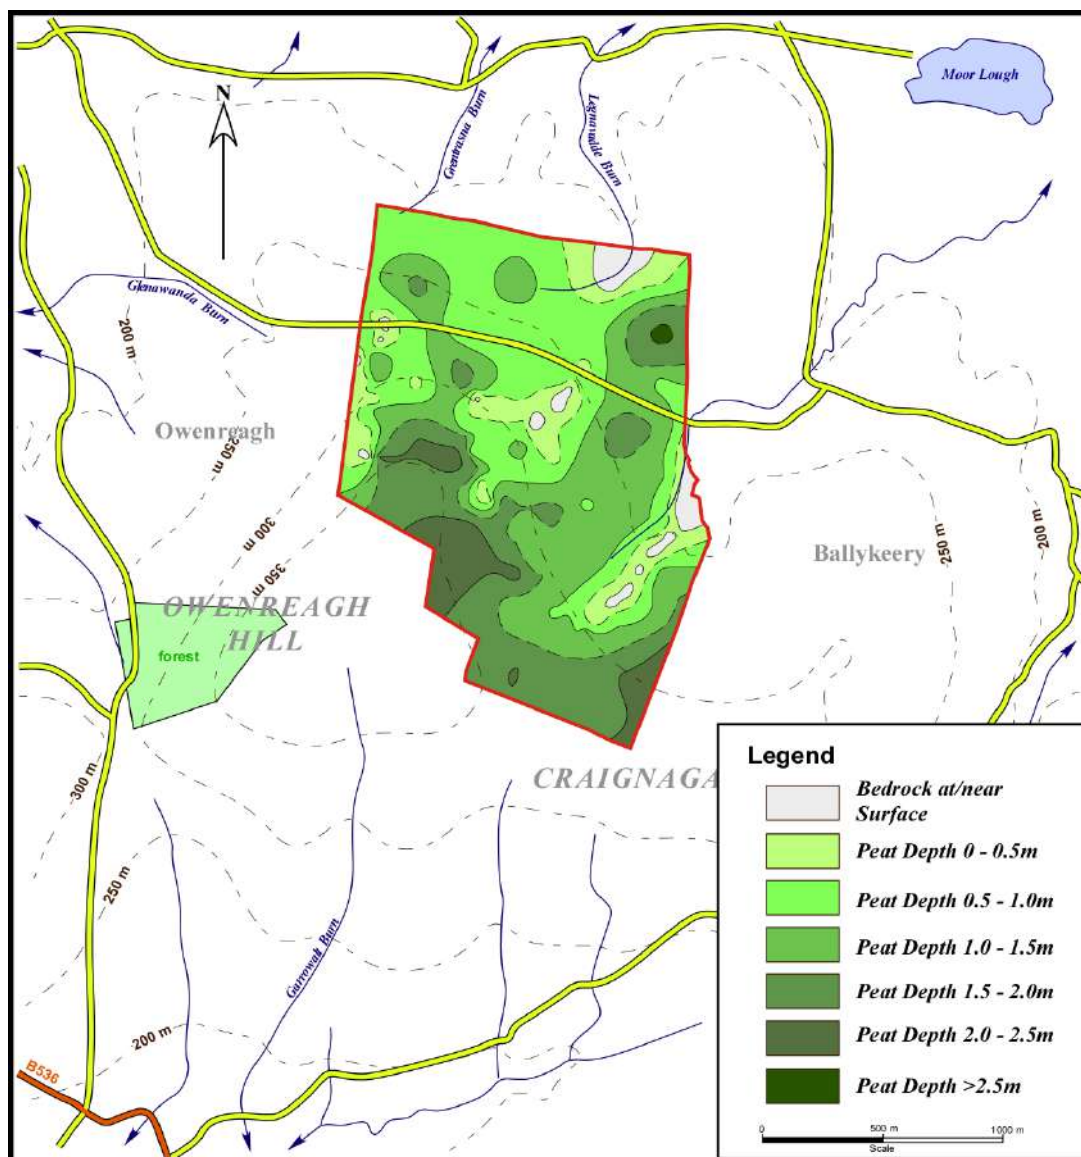 Moor Lough
N
Grentrasna Burn
Legnavadde Burn
Glenawanda Burn
200 m
Owenreagh
250 m
300 m
350 m
Ballykeery
250 m
200 m
OWENREAGH
HILL
forest
300 m
CRAIGNAGA
250 m
Garrowalt Burn
200 m
B536
Legend
Bedrock at/near
Surface
Peat Depth 0 - 0.5m
Peat Depth 0.5 - 1.0m
Peat Depth 1.0 - 1.5m
Peat Depth 1.5 - 2.0m
Peat Depth 2.0 - 2.5m
Peat Depth >2.5m
0 500 m 1000 m
Scale